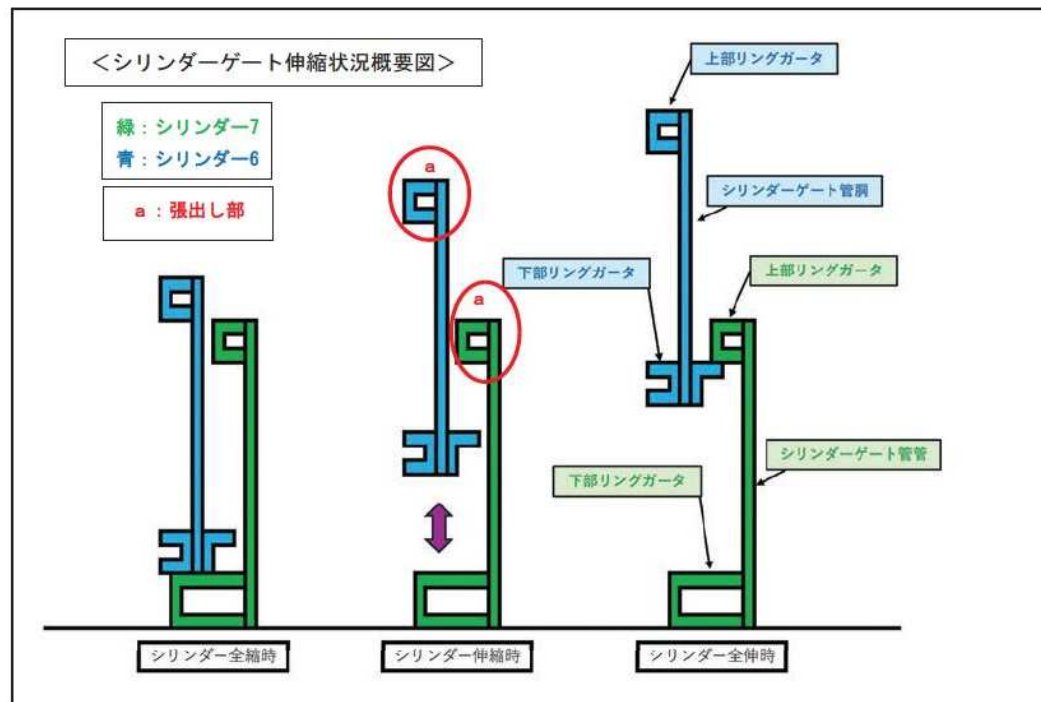 ＜シリンダーゲート伸縮状況概要図＞
緑：シリンダー7
青：シリンダー6
a：張出し部
上部リングガータ
a
シリンダーゲート管胴
下部リングガータ
上部リングガータ
a
シリンダーゲート管管
下部リングガータ
シリンダー全縮時
シリンダー伸縮時
シリンダー全伸時